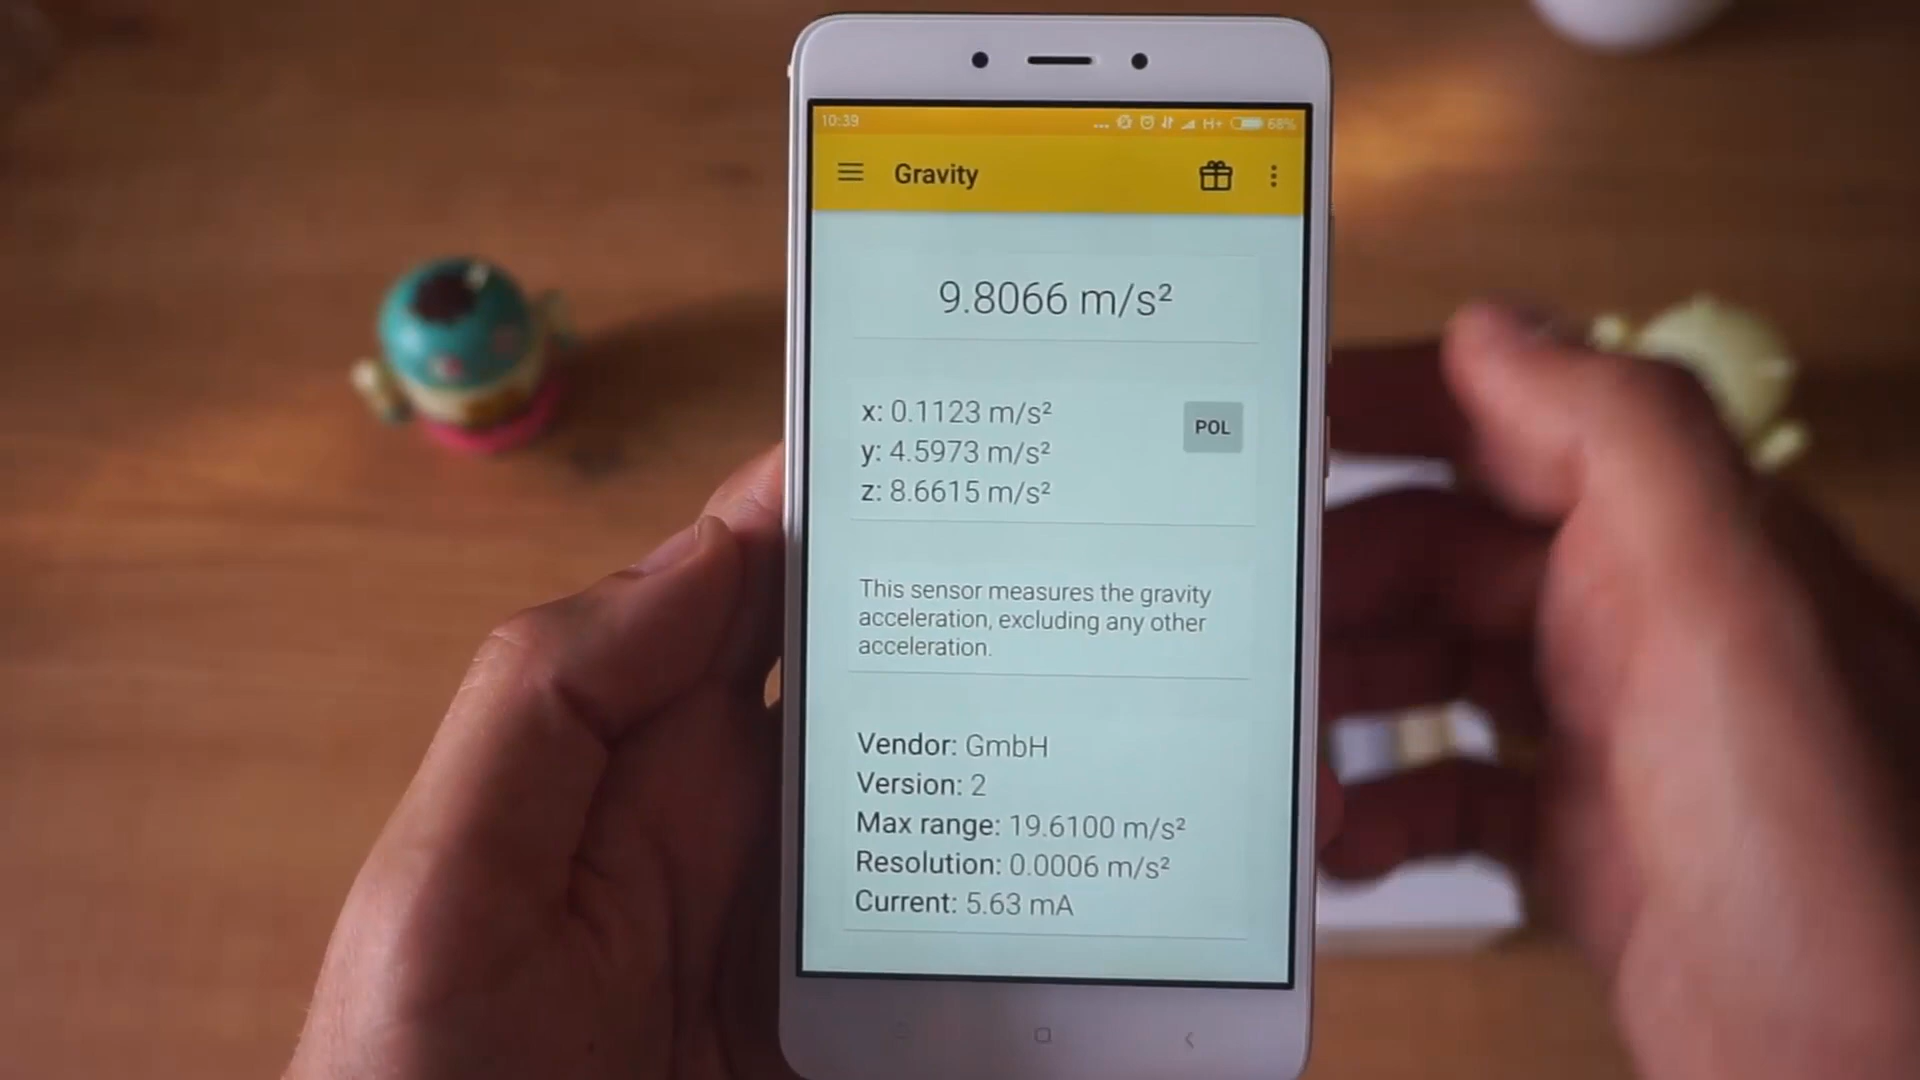 10:39
... H+ 68%
Gravity
9.8066 m/s²
x: 0.1123 m/s²
y: 4.5973 m/s²
z: 8.6615 m/s²
POL
This sensor measures the gravity
acceleration, excluding any other
acceleration.
Vendor: GmbH
Version: 2
Max range: 19.6100 m/s²
Resolution: 0.0006 m/s²
Current: 5.63 mA